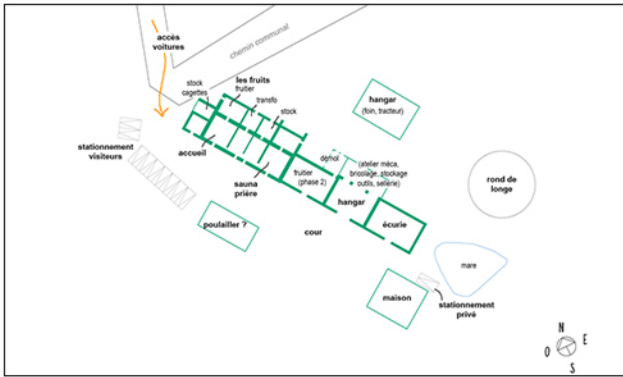 accès
voitures
chemin communal
stock
cagettes
les fruits
fruitier
transfo
stock
hangar
(foin, tracteur)
stationnement
visiteurs
accueil
sauna
prière
fruitier
(phase 2)
démol
(atelier méca,
bricolage, stockage
outils, sellerie)
hangar
écurie
rond de
longe
poulailler ?
cour
mare
maison
stationnement
privé
N
E
O
S